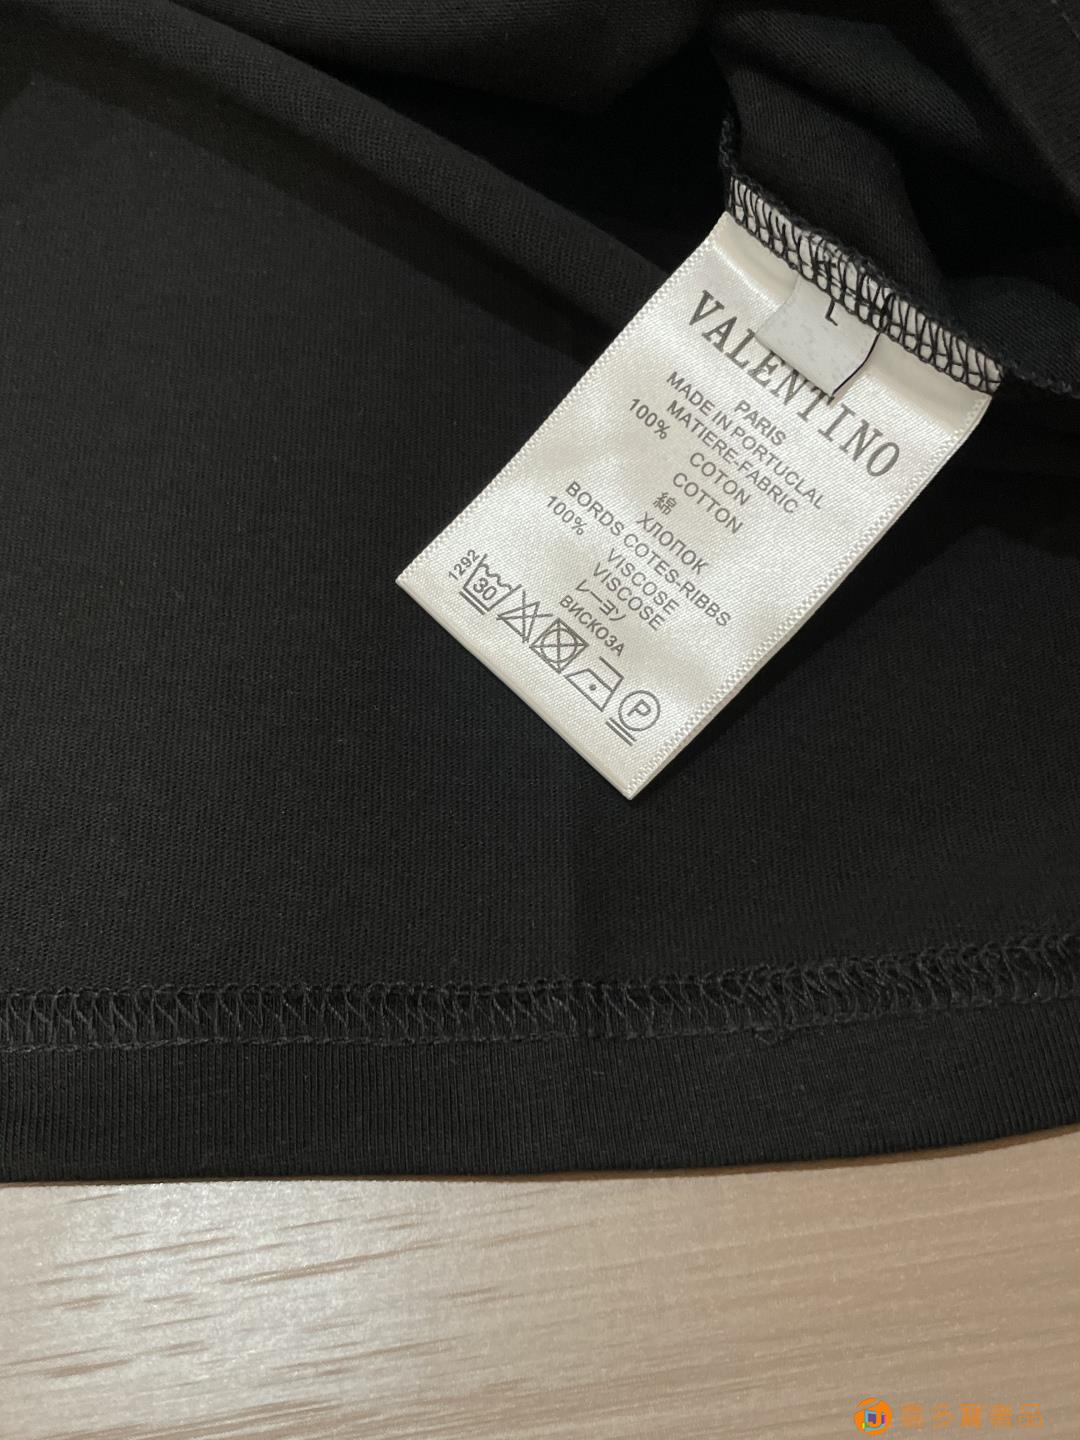 L
VALENTINO
PARIS
MADE IN PORTUCLAL
MATIERE-FABRIC
100% COTON
COTTON
綿
ХЛОПОК
BORDS COTES-RIBBS
100% VISCOSE
VISCOSE
レーヨン
ВИСКОЗА
1292
30
P